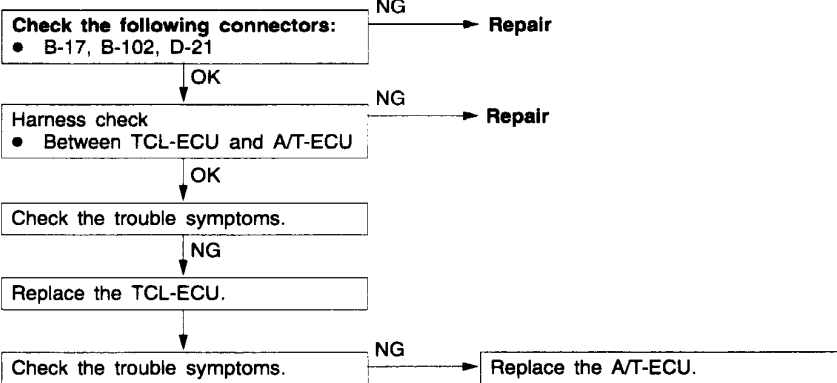 NG
Check the following connectors:
● B-17, B-102, D-21
Repair
OK
NG
Harness check
● Between TCL-ECU and A/T-ECU
Repair
OK
Check the trouble symptoms.
NG
Replace the TCL-ECU.
Check the trouble symptoms.
NG
Replace the A/T-ECU.